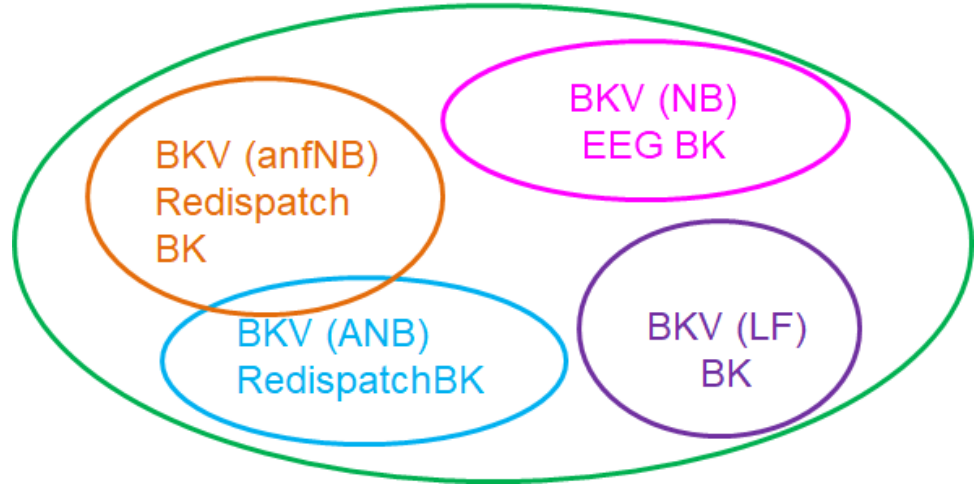 BKV (anfNB)
Redispatch
BK
BKV (NB)
EEG BK
BKV (ANB)
RedispatchBK
BKV (LF)
BK